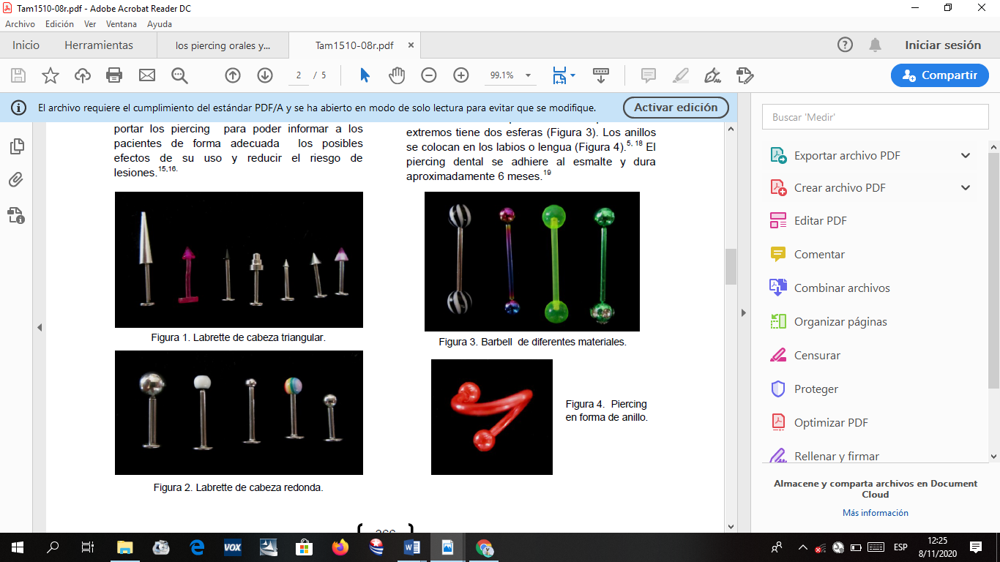 Tam1510-08r.pdf - Adobe Acrobat Reader DC
Archivo Edición Ver Ventana Ayuda
Inicio Herramientas los piercing orales y... Tam1510-08r.pdf × Iniciar sesión
2 / 5 99.1% Compartir
El archivo requiere el cumplimiento del estándar PDF/A y se ha abierto en modo de solo lectura para evitar que se modifique. Activar edición
portar los piercing para poder informar a los
pacientes de forma adecuada los posibles
efectos de su uso y reducir el riesgo de
lesiones.15,16.
Figura 1. Labrette de cabeza triangular.
Figura 2. Labrette de cabeza redonda.
extremos tiene dos esferas (Figura 3). Los anillos
se colocan en los labios o lengua (Figura 4).5, 18 El
piercing dental se adhiere al esmalte y dura
aproximadamente 6 meses.19
Figura 3. Barbell de diferentes materiales.
Figura 4. Piercing
en forma de anillo.
Buscar 'Medir'
Exportar archivo PDF
Crear archivo PDF
Editar PDF
Comentar
Combinar archivos
Organizar páginas
Censurar
Proteger
Optimizar PDF
Rellenar y firmar
Almacene y comparta archivos en Document
Cloud
Más información
VOX
ESP
12:25
8/11/2020